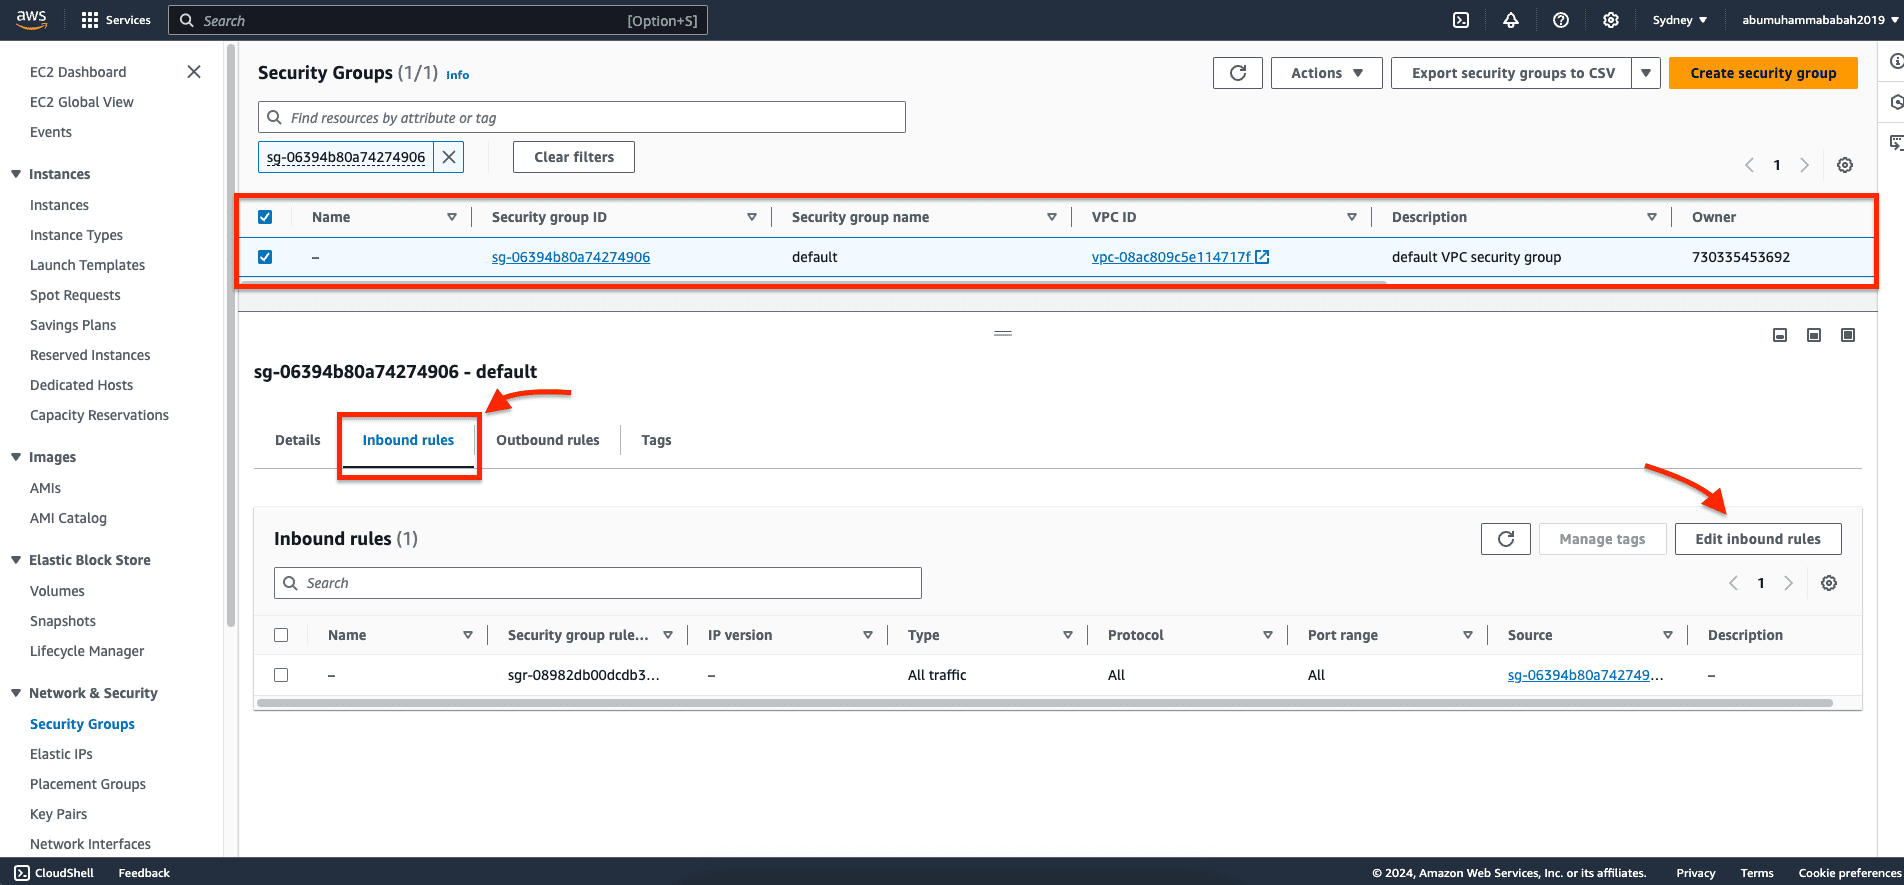 aws
Services
Search
[Option+S]
Sydney
abumuhammababah2019
EC2 Dashboard
EC2 Global View
Events
Instances
Instances
Instance Types
Launch Templates
Spot Requests
Savings Plans
Reserved Instances
Dedicated Hosts
Capacity Reservations
Images
AMIs
AMI Catalog
Elastic Block Store
Volumes
Snapshots
Lifecycle Manager
Network & Security
Security Groups
Elastic IPs
Placement Groups
Key Pairs
Network Interfaces
Security Groups (1/1) Info
Actions
Export security groups to CSV
Create security group
Find resources by attribute or tag
sg-06394b80a74274906
Clear filters
1
Name Security group ID Security group name VPC ID Description Owner
– sg-06394b80a74274906 default vpc-08ac809c5e114717f default VPC security group 730335453692
sg-06394b80a74274906 - default
Details Inbound rules Outbound rules Tags
Inbound rules (1)
Manage tags
Edit inbound rules
Search
1
Name Security group rule... IP version Type Protocol Port range Source Description
– sgr-08982db00dcdb3... – All traffic All All sg-06394b80a742749... –
CloudShell Feedback
© 2024, Amazon Web Services, Inc. or its affiliates. Privacy Terms Cookie preferences